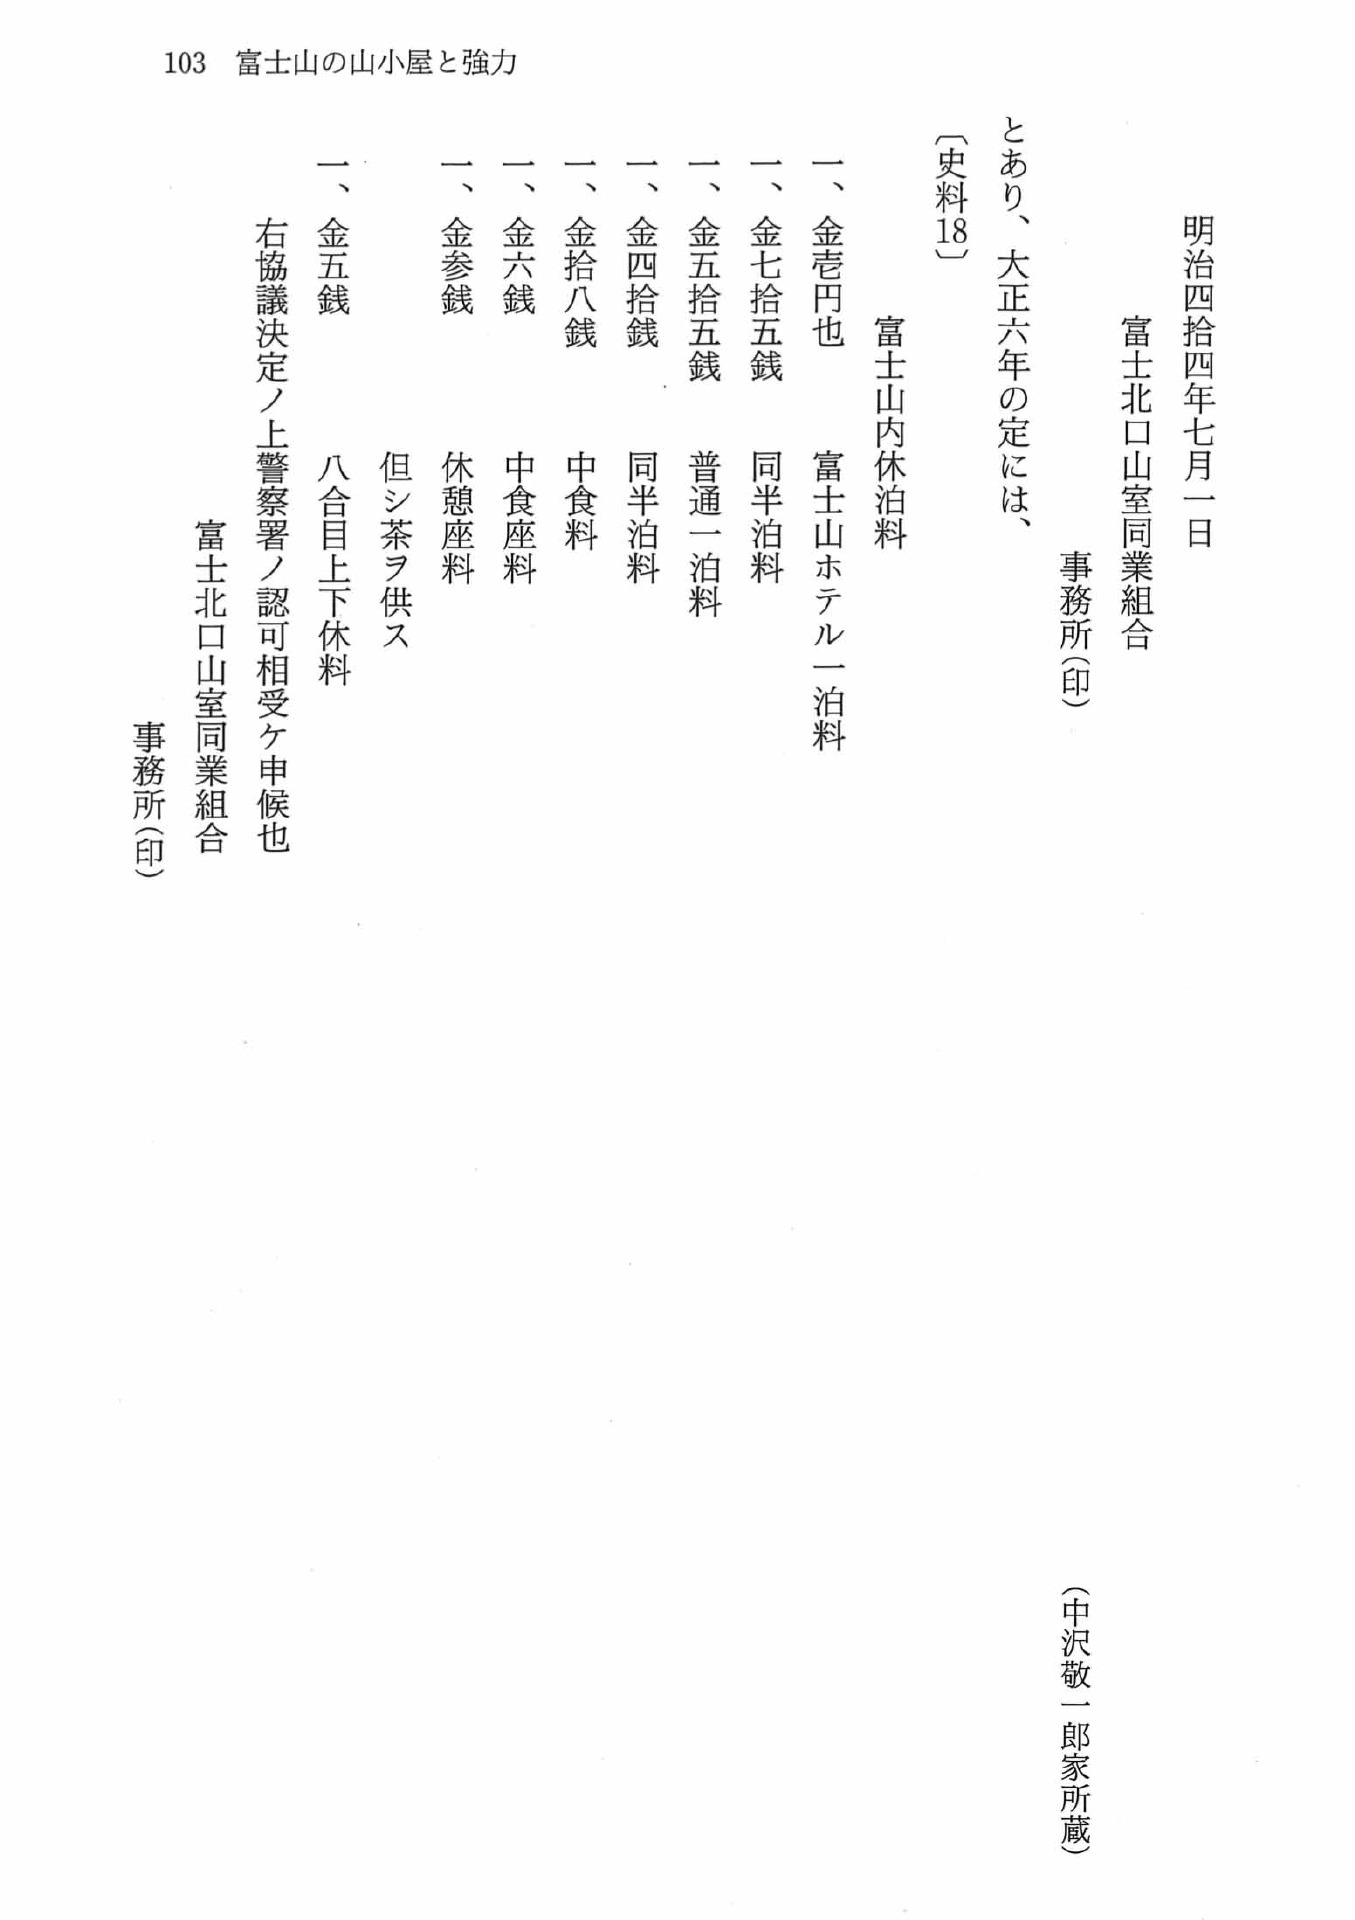 103 富士山の山小屋と強力
明治四拾四年七月一日
富士北口山室同業組合
事務所(印)
(中沢敬一郎家所蔵)
とあり、大正六年の定には、
〔史料18〕
富士山内休泊料
一、金壱円也 富士山ホテル一泊料
一、金七拾五銭 同半泊料
一、金五拾五銭 普通一泊料
一、金四拾銭 同半泊料
一、金拾八銭 中食料
一、金六銭 中食座料
一、金参銭 休憩座料
但シ茶ヲ供ス
一、金五銭 八合目上下休料
右協議決定ノ上警察署ノ認可相受ケ申候也
富士北口山室同業組合
事務所(印)